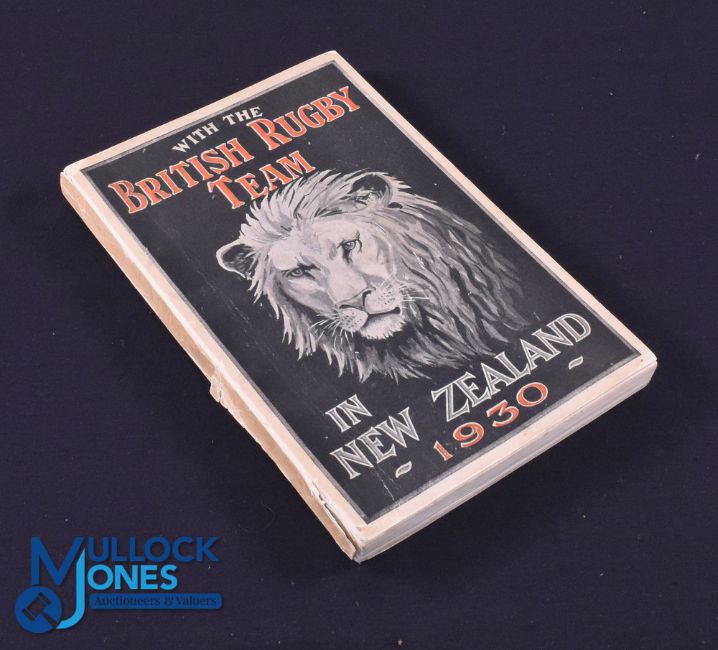 WITH THE
BRITISH RUGBY
TEAM
IN
NEW ZEALAND
- 1930 -
MULLOCK
JONES
Auctioneers & Valuers